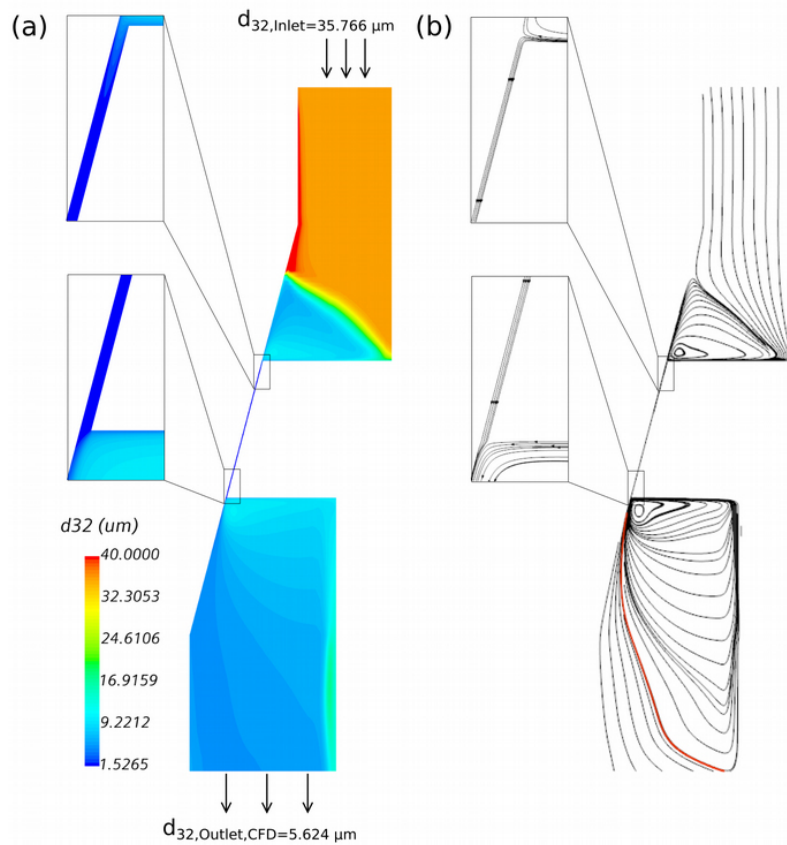 (a)
d32,Inlet=35.766 μm
(b)
d32 (um)
40.0000
32.3053
24.6106
16.9159
9.2212
1.5265
d32,Outlet,CFD=5.624 μm